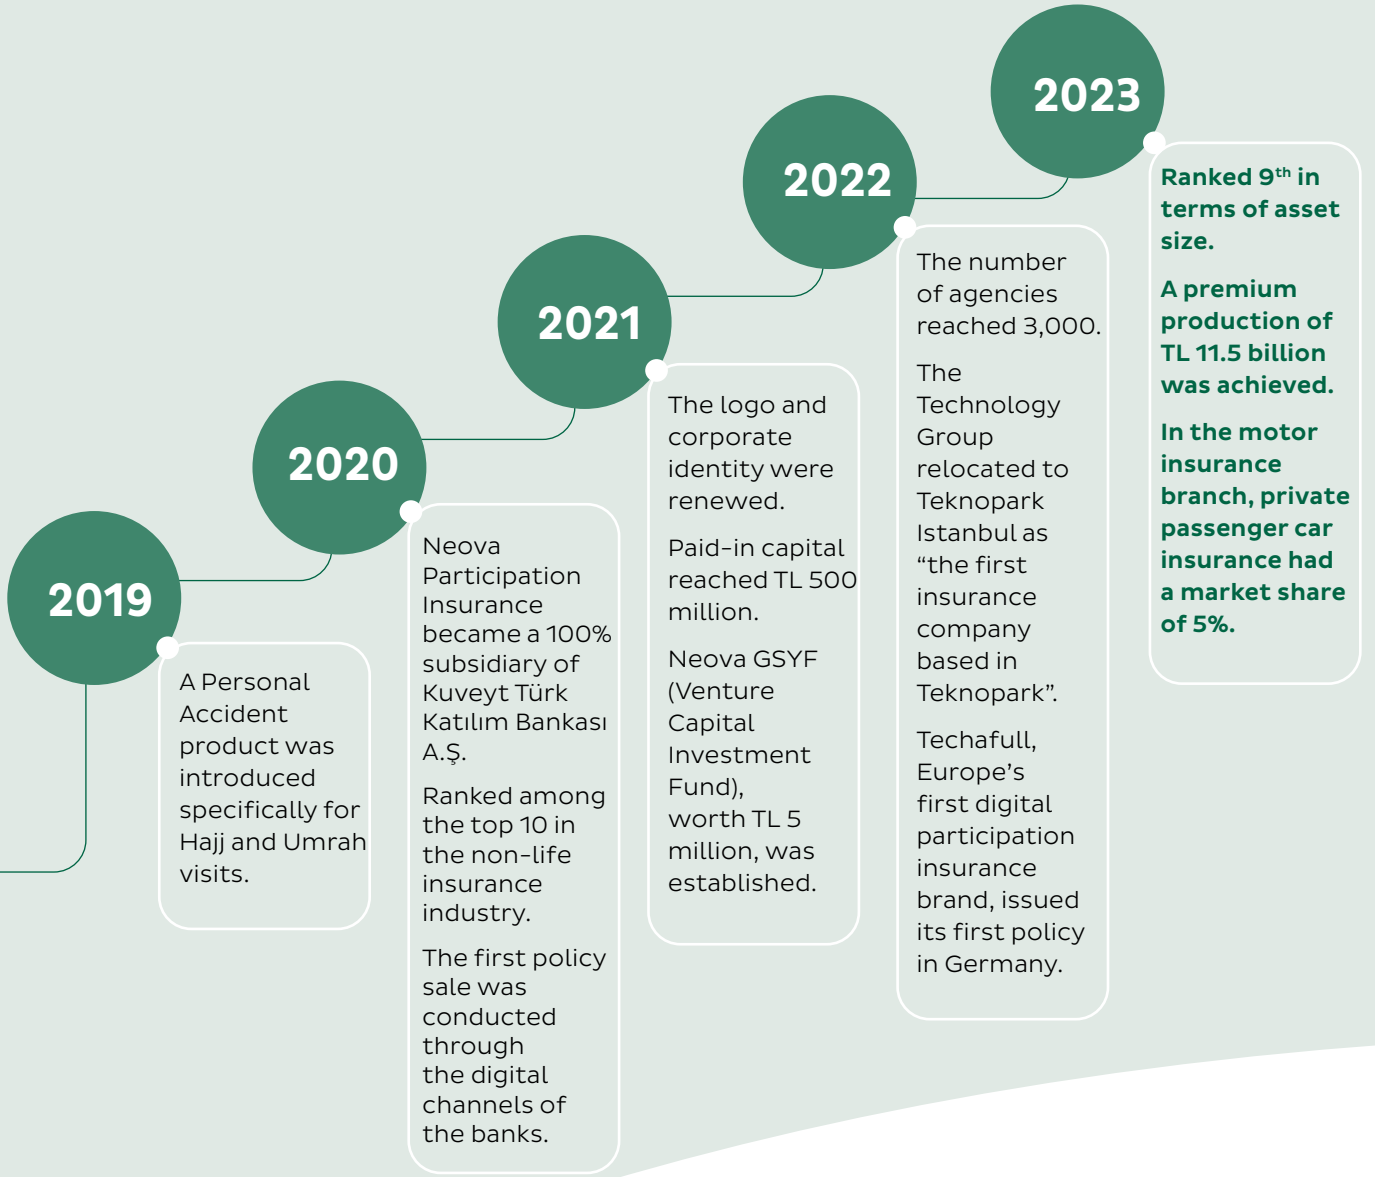 2019
A Personal
Accident
product was
introduced
specifically for
Hajj and Umrah
visits.
2020
Neova
Participation
Insurance
became a 100%
subsidiary of
Kuveyt Türk
Katılım Bankası
A.Ş.
Ranked among
the top 10 in
the non-life
insurance
industry.
The first policy
sale was
conducted
through
the digital
channels of
the banks.
2021
The logo and
corporate
identity were
renewed.
Paid-in capital
reached TL 500
million.
Neova GSYF
(Venture
Capital
Investment
Fund),
worth TL 5
million, was
established.
2022
The number
of agencies
reached 3,000.
The
Technology
Group
relocated to
Teknopark
Istanbul as
“the first
insurance
company
based in
Teknopark”.
Techafull,
Europe’s
first digital
participation
insurance
brand, issued
its first policy
in Germany.
2023
Ranked 9th in
terms of asset
size.
A premium
production of
TL 11.5 billion
was achieved.
In the motor
insurance
branch, private
passenger car
insurance had
a market share
of 5%.